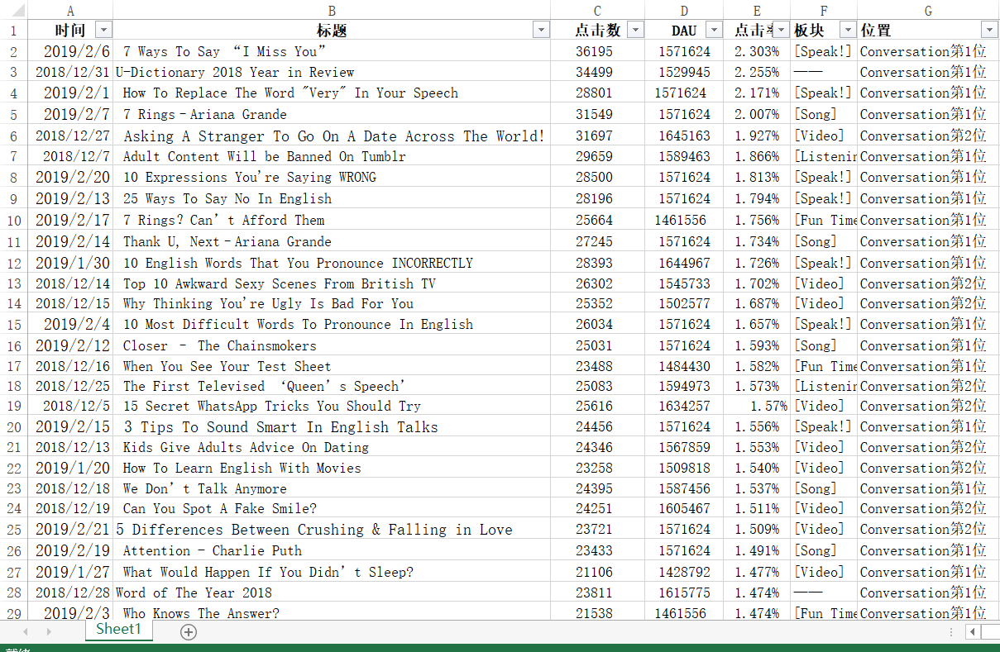 A B C D E F G
1 时间 标题 点击数 DAU 点击率 板块 位置
2 2019/2/6 7 Ways To Say “I Miss You” 36195 1571624 2.303% [Speak!] Conversation第1位
3 2018/12/31 U-Dictionary 2018 Year in Review 34499 1529945 2.255% —— Conversation第1位
4 2019/2/1 How To Replace The Word "Very" In Your Speech 28801 1571624 2.171% [Speak!] Conversation第1位
5 2019/2/7 7 Rings–Ariana Grande 31549 1571624 2.007% [Song] Conversation第1位
6 2018/12/27 Asking A Stranger To Go On A Date Across The World! 31697 1645163 1.927% [Video] Conversation第2位
7 2018/12/7 Adult Content Will be Banned On Tumblr 29659 1589463 1.866% [Listenin Conversation第1位
8 2019/2/20 10 Expressions You're Saying WRONG 28500 1571624 1.813% [Speak!] Conversation第1位
9 2019/2/13 25 Ways To Say No In English 28196 1571624 1.794% [Speak!] Conversation第1位
10 2019/2/17 7 Rings? Can’t Afford Them 25664 1461556 1.756% [Fun Time Conversation第1位
11 2019/2/14 Thank U, Next–Ariana Grande 27245 1571624 1.734% [Song] Conversation第1位
12 2019/1/30 10 English Words That You Pronounce INCORRECTLY 28393 1644967 1.726% [Speak!] Conversation第1位
13 2018/12/14 Top 10 Awkward Sexy Scenes From British TV 26302 1545733 1.702% [Video] Conversation第2位
14 2018/12/15 Why Thinking You're Ugly Is Bad For You 25352 1502577 1.687% [Video] Conversation第2位
15 2019/2/4 10 Most Difficult Words To Pronounce In English 26034 1571624 1.657% [Speak!] Conversation第1位
16 2019/2/12 Closer – The Chainsmokers 25031 1571624 1.593% [Song] Conversation第1位
17 2018/12/16 When You See Your Test Sheet 23488 1484430 1.582% [Fun Time Conversation第1位
18 2018/12/25 The First Televised ‘Queen’s Speech’ 25083 1594973 1.573% [Listenin Conversation第2位
19 2018/12/5 15 Secret WhatsApp Tricks You Should Try 25616 1634257 1.57% [Video] Conversation第2位
20 2019/2/15 3 Tips To Sound Smart In English Talks 24456 1571624 1.556% [Speak!] Conversation第1位
21 2018/12/13 Kids Give Adults Advice On Dating 24346 1567859 1.553% [Video] Conversation第2位
22 2019/1/20 How To Learn English With Movies 23258 1509818 1.540% [Video] Conversation第2位
23 2018/12/18 We Don’t Talk Anymore 24395 1587456 1.537% [Song] Conversation第1位
24 2018/12/19 Can You Spot A Fake Smile? 24251 1605467 1.511% [Video] Conversation第2位
25 2019/2/21 5 Differences Between Crushing & Falling in Love 23721 1571624 1.509% [Video] Conversation第2位
26 2019/2/19 Attention - Charlie Puth 23433 1571624 1.491% [Song] Conversation第1位
27 2019/1/27 What Would Happen If You Didn’t Sleep? 21106 1428792 1.477% [Video] Conversation第1位
28 2018/12/28 Word of The Year 2018 23811 1615775 1.474% —— Conversation第1位
29 2019/2/3 Who Knows The Answer? 21538 1461556 1.474% [Fun Time Conversation第1位
Sheet1